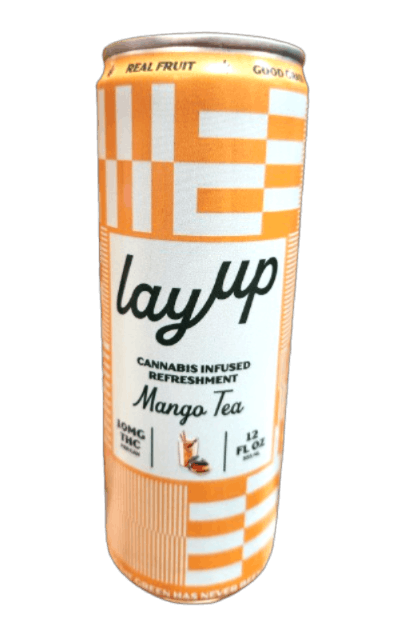 REAL FRUIT
GOOD
layup
CANNABIS INFUSED
REFRESHMENT
Mango Tea
10MG
THC
12
FL OZ
GREEN HAS NEVER